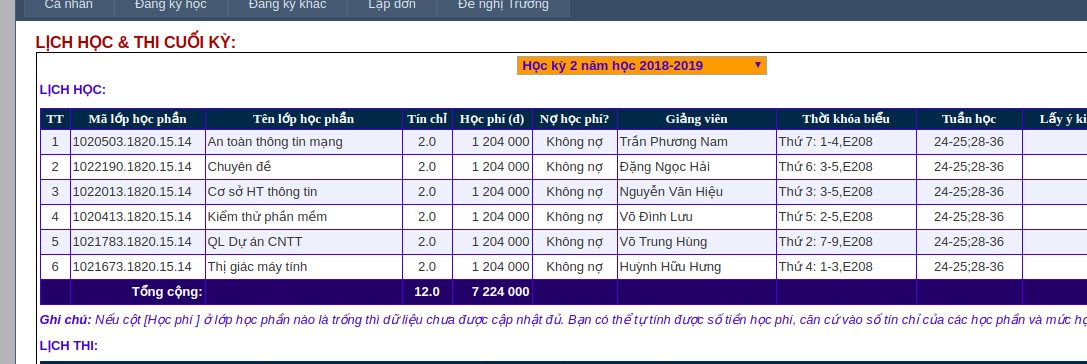 Cá nhân Đăng ký học Đăng ký khác Lập đơn Đề nghị Trường
LỊCH HỌC & THI CUỐI KỲ:
Học kỳ 2 năm học 2018-2019
LỊCH HỌC:
TT Mã lớp học phần Tên lớp học phần Tín chỉ Học phí (đ) Nợ học phí? Giảng viên Thời khóa biểu Tuần học Lấy ý ki
1 1020503.1820.15.14 An toàn thông tin mạng 2.0 1 204 000 Không nợ Trần Phương Nam Thứ 7: 1-4,E208 24-25;28-36
2 1022190.1820.15.14 Chuyên đề 2.0 1 204 000 Không nợ Đặng Ngọc Hải Thứ 6: 3-5,E208 24-25;28-36
3 1022013.1820.15.14 Cơ sở HT thông tin 2.0 1 204 000 Không nợ Nguyễn Văn Hiệu Thứ 3: 3-5,E208 24-25;28-36
4 1020413.1820.15.14 Kiểm thử phần mềm 2.0 1 204 000 Không nợ Võ Đình Lưu Thứ 5: 2-5,E208 24-25;28-36
5 1021783.1820.15.14 QL Dự án CNTT 2.0 1 204 000 Không nợ Võ Trung Hùng Thứ 2: 7-9,E208 24-25;28-36
6 1021673.1820.15.14 Thị giác máy tính 2.0 1 204 000 Không nợ Huỳnh Hữu Hưng Thứ 4: 1-3,E208 24-25;28-36
Tổng cộng: 12.0 7 224 000
Ghi chú: Nếu cột [Học phí ] ở lớp học phần nào là trống thì dữ liệu chưa được cập nhật đủ. Bạn có thể tự tính được số tiền học phí, căn cứ vào số tín chỉ của các học phần và mức họ
LỊCH THI: